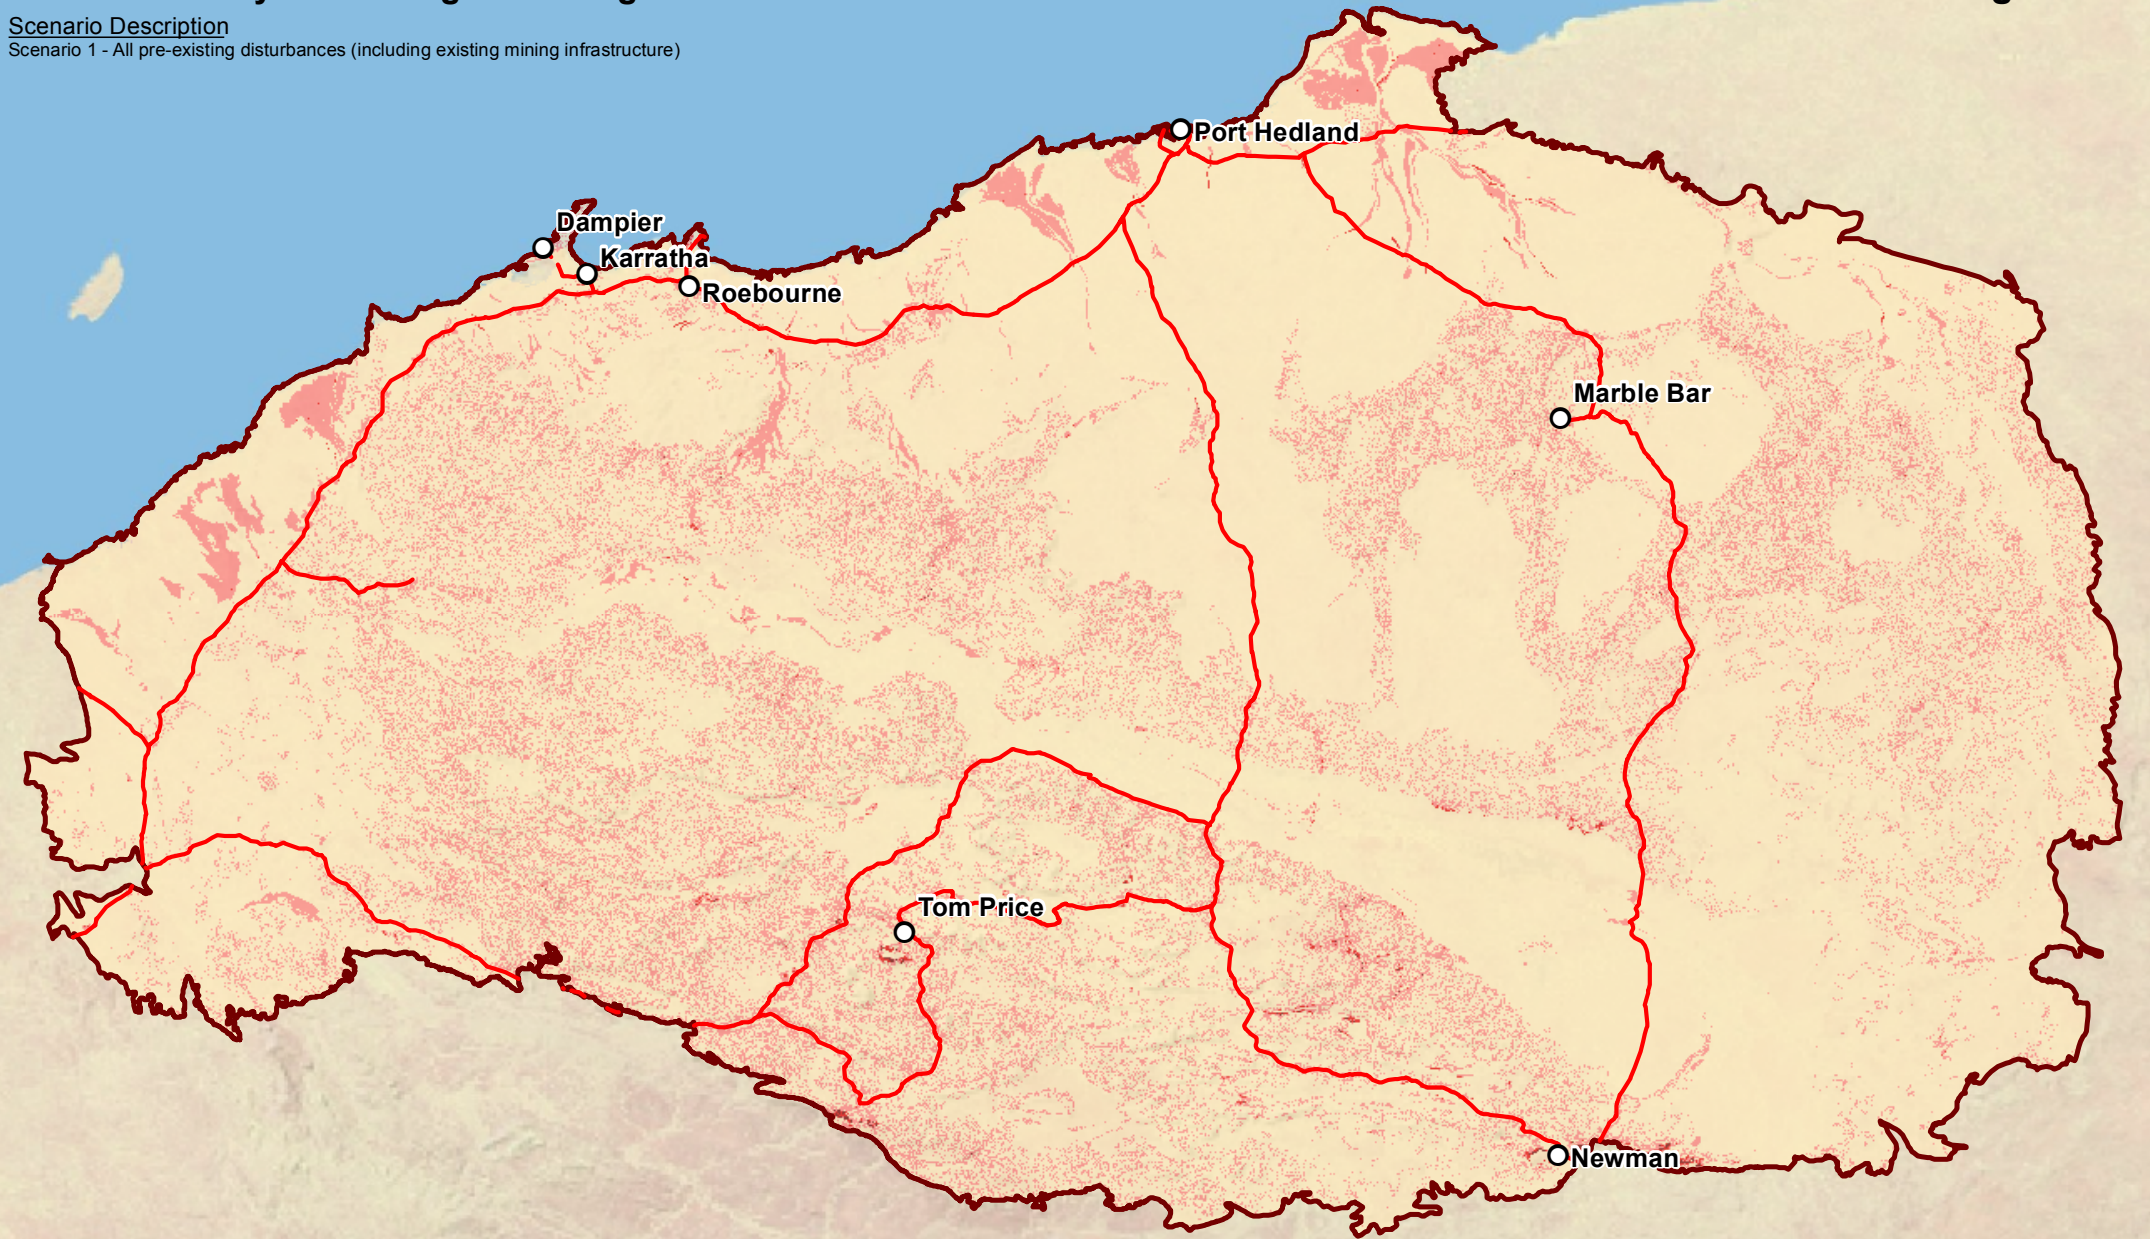 Scenario Description
Scenario 1 - All pre-existing disturbances (including existing mining infrastructure)
Port Hedland
Dampier
Karratha
Roebourne
Marble Bar
Tom Price
Newman